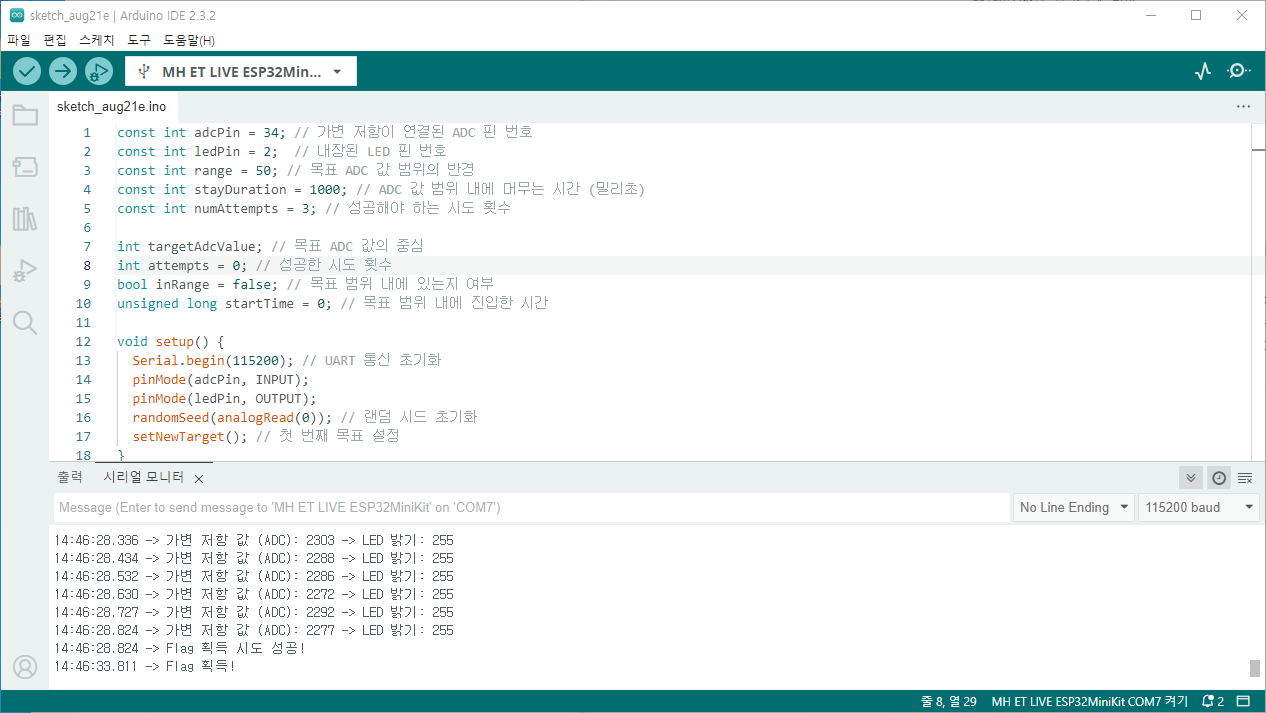 sketch_aug21e | Arduino IDE 2.3.2
파일 편집 스케치 도구 도움말(H)
MH ET LIVE ESP32Min...
sketch_aug21e.ino
1 const int adcPin = 34; // 가변 저항이 연결된 ADC 핀 번호
2 const int ledPin = 2;  // 내장된 LED 핀 번호
3 const int range = 50; // 목표 ADC 값 범위의 반경
4 const int stayDuration = 1000; // ADC 값 범위 내에 머무는 시간 (밀리초)
5 const int numAttempts = 3; // 성공해야 하는 시도 횟수
6
7 int targetAdcValue; // 목표 ADC 값의 중심
8 int attempts = 0; // 성공한 시도 횟수
9 bool inRange = false; // 목표 범위 내에 있는지 여부
10 unsigned long startTime = 0; // 목표 범위 내에 진입한 시간
11
12 void setup() {
13   Serial.begin(115200); // UART 통신 초기화
14   pinMode(adcPin, INPUT);
15   pinMode(ledPin, OUTPUT);
16   randomSeed(analogRead(0)); // 랜덤 시드 초기화
17   setNewTarget(); // 첫 번째 목표 설정
18 }
출력 시리얼 모니터
Message (Enter to send message to 'MH ET LIVE ESP32MiniKit' on 'COM7') No Line Ending 115200 baud
14:46:28.336 -> 가변 저항 값 (ADC): 2303 -> LED 밝기: 255
14:46:28.434 -> 가변 저항 값 (ADC): 2288 -> LED 밝기: 255
14:46:28.532 -> 가변 저항 값 (ADC): 2286 -> LED 밝기: 255
14:46:28.630 -> 가변 저항 값 (ADC): 2272 -> LED 밝기: 255
14:46:28.727 -> 가변 저항 값 (ADC): 2292 -> LED 밝기: 255
14:46:28.824 -> 가변 저항 값 (ADC): 2277 -> LED 밝기: 255
14:46:28.824 -> Flag 획득 시도 성공!
14:46:33.811 -> Flag 획득!
줄 8, 열 29 MH ET LIVE ESP32MiniKit COM7 켜기 2